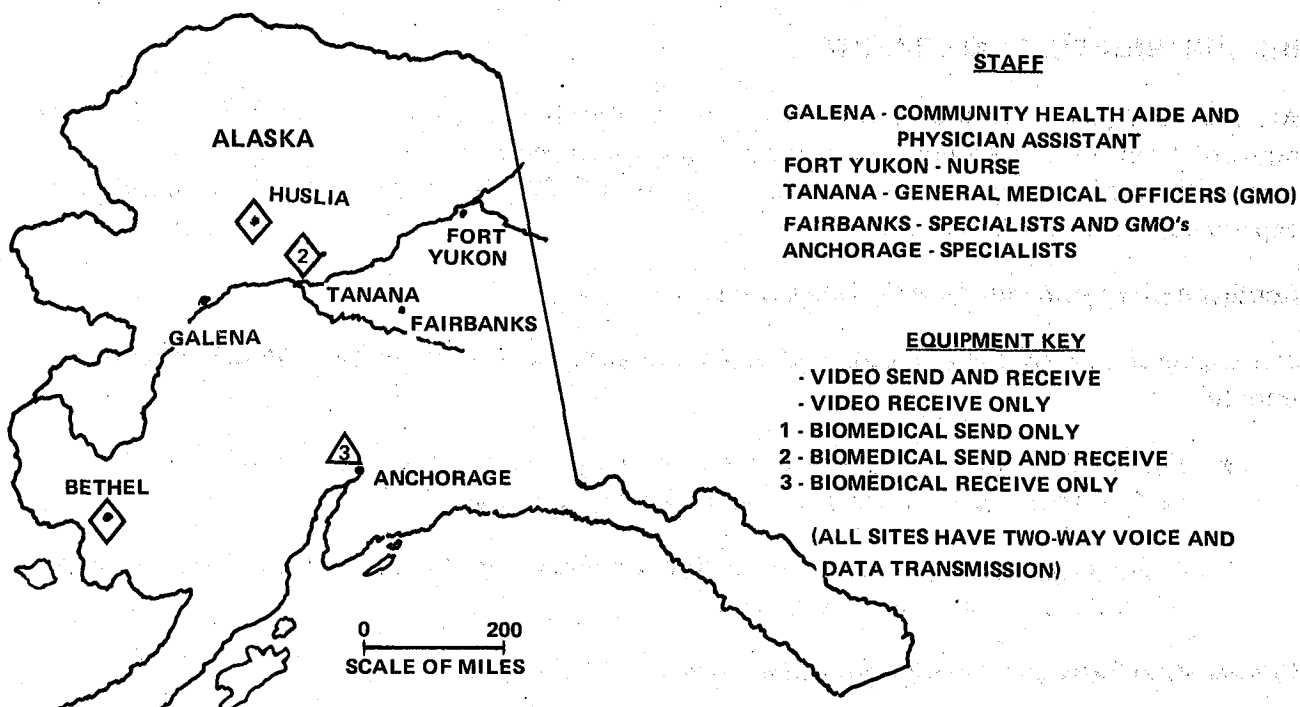 ALASKA
HUSLIA
2
FORT
YUKON
TANANA
FAIRBANKS
GALENA
3
ANCHORAGE
BETHEL
0 200
SCALE OF MILES
STAFF
GALENA - COMMUNITY HEALTH AIDE AND
PHYSICIAN ASSISTANT
FORT YUKON - NURSE
TANANA - GENERAL MEDICAL OFFICERS (GMO)
FAIRBANKS - SPECIALISTS AND GMO's
ANCHORAGE - SPECIALISTS
EQUIPMENT KEY
- VIDEO SEND AND RECEIVE
- VIDEO RECEIVE ONLY
1 - BIOMEDICAL SEND ONLY
2 - BIOMEDICAL SEND AND RECEIVE
3 - BIOMEDICAL RECEIVE ONLY
(ALL SITES HAVE TWO-WAY VOICE AND
DATA TRANSMISSION)